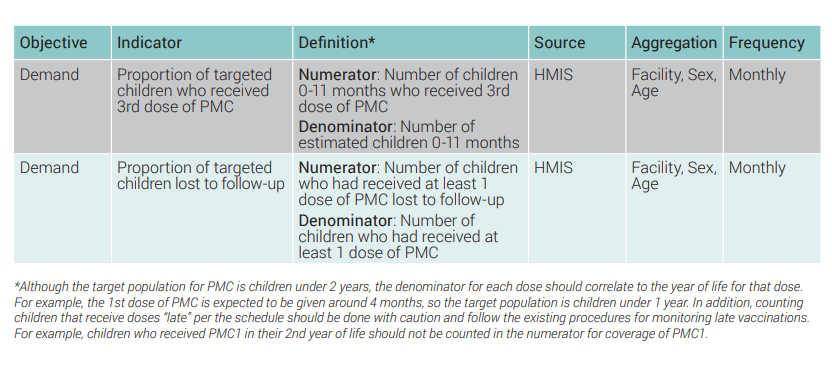 Objective Indicator Definition* Source Aggregation Frequency
Demand
Proportion of targeted
children who received
3rd dose of PMC
Numerator: Number of children
0-11 months who received 3rd
dose of PMC
Denominator: Number of
estimated children 0-11 months
HMIS
Facility, Sex,
Age
Monthly
Demand
Proportion of targeted
children lost to follow-up
Numerator: Number of children
who had received at least 1
dose of PMC lost to follow-up
Denominator: Number of
children who had received at
least 1 dose of PMC
HMIS
Facility, Sex,
Age
Monthly
*Although the target population for PMC is children under 2 years, the denominator for each dose should correlate to the year of life for that dose.
For example, the 1st dose of PMC is expected to be given around 4 months, so the target population is children under 1 year. In addition, counting
children that receive doses “late” per the schedule should be done with caution and follow the existing procedures for monitoring late vaccinations.
For example, children who received PMC1 in their 2nd year of life should not be counted in the numerator for coverage of PMC1.